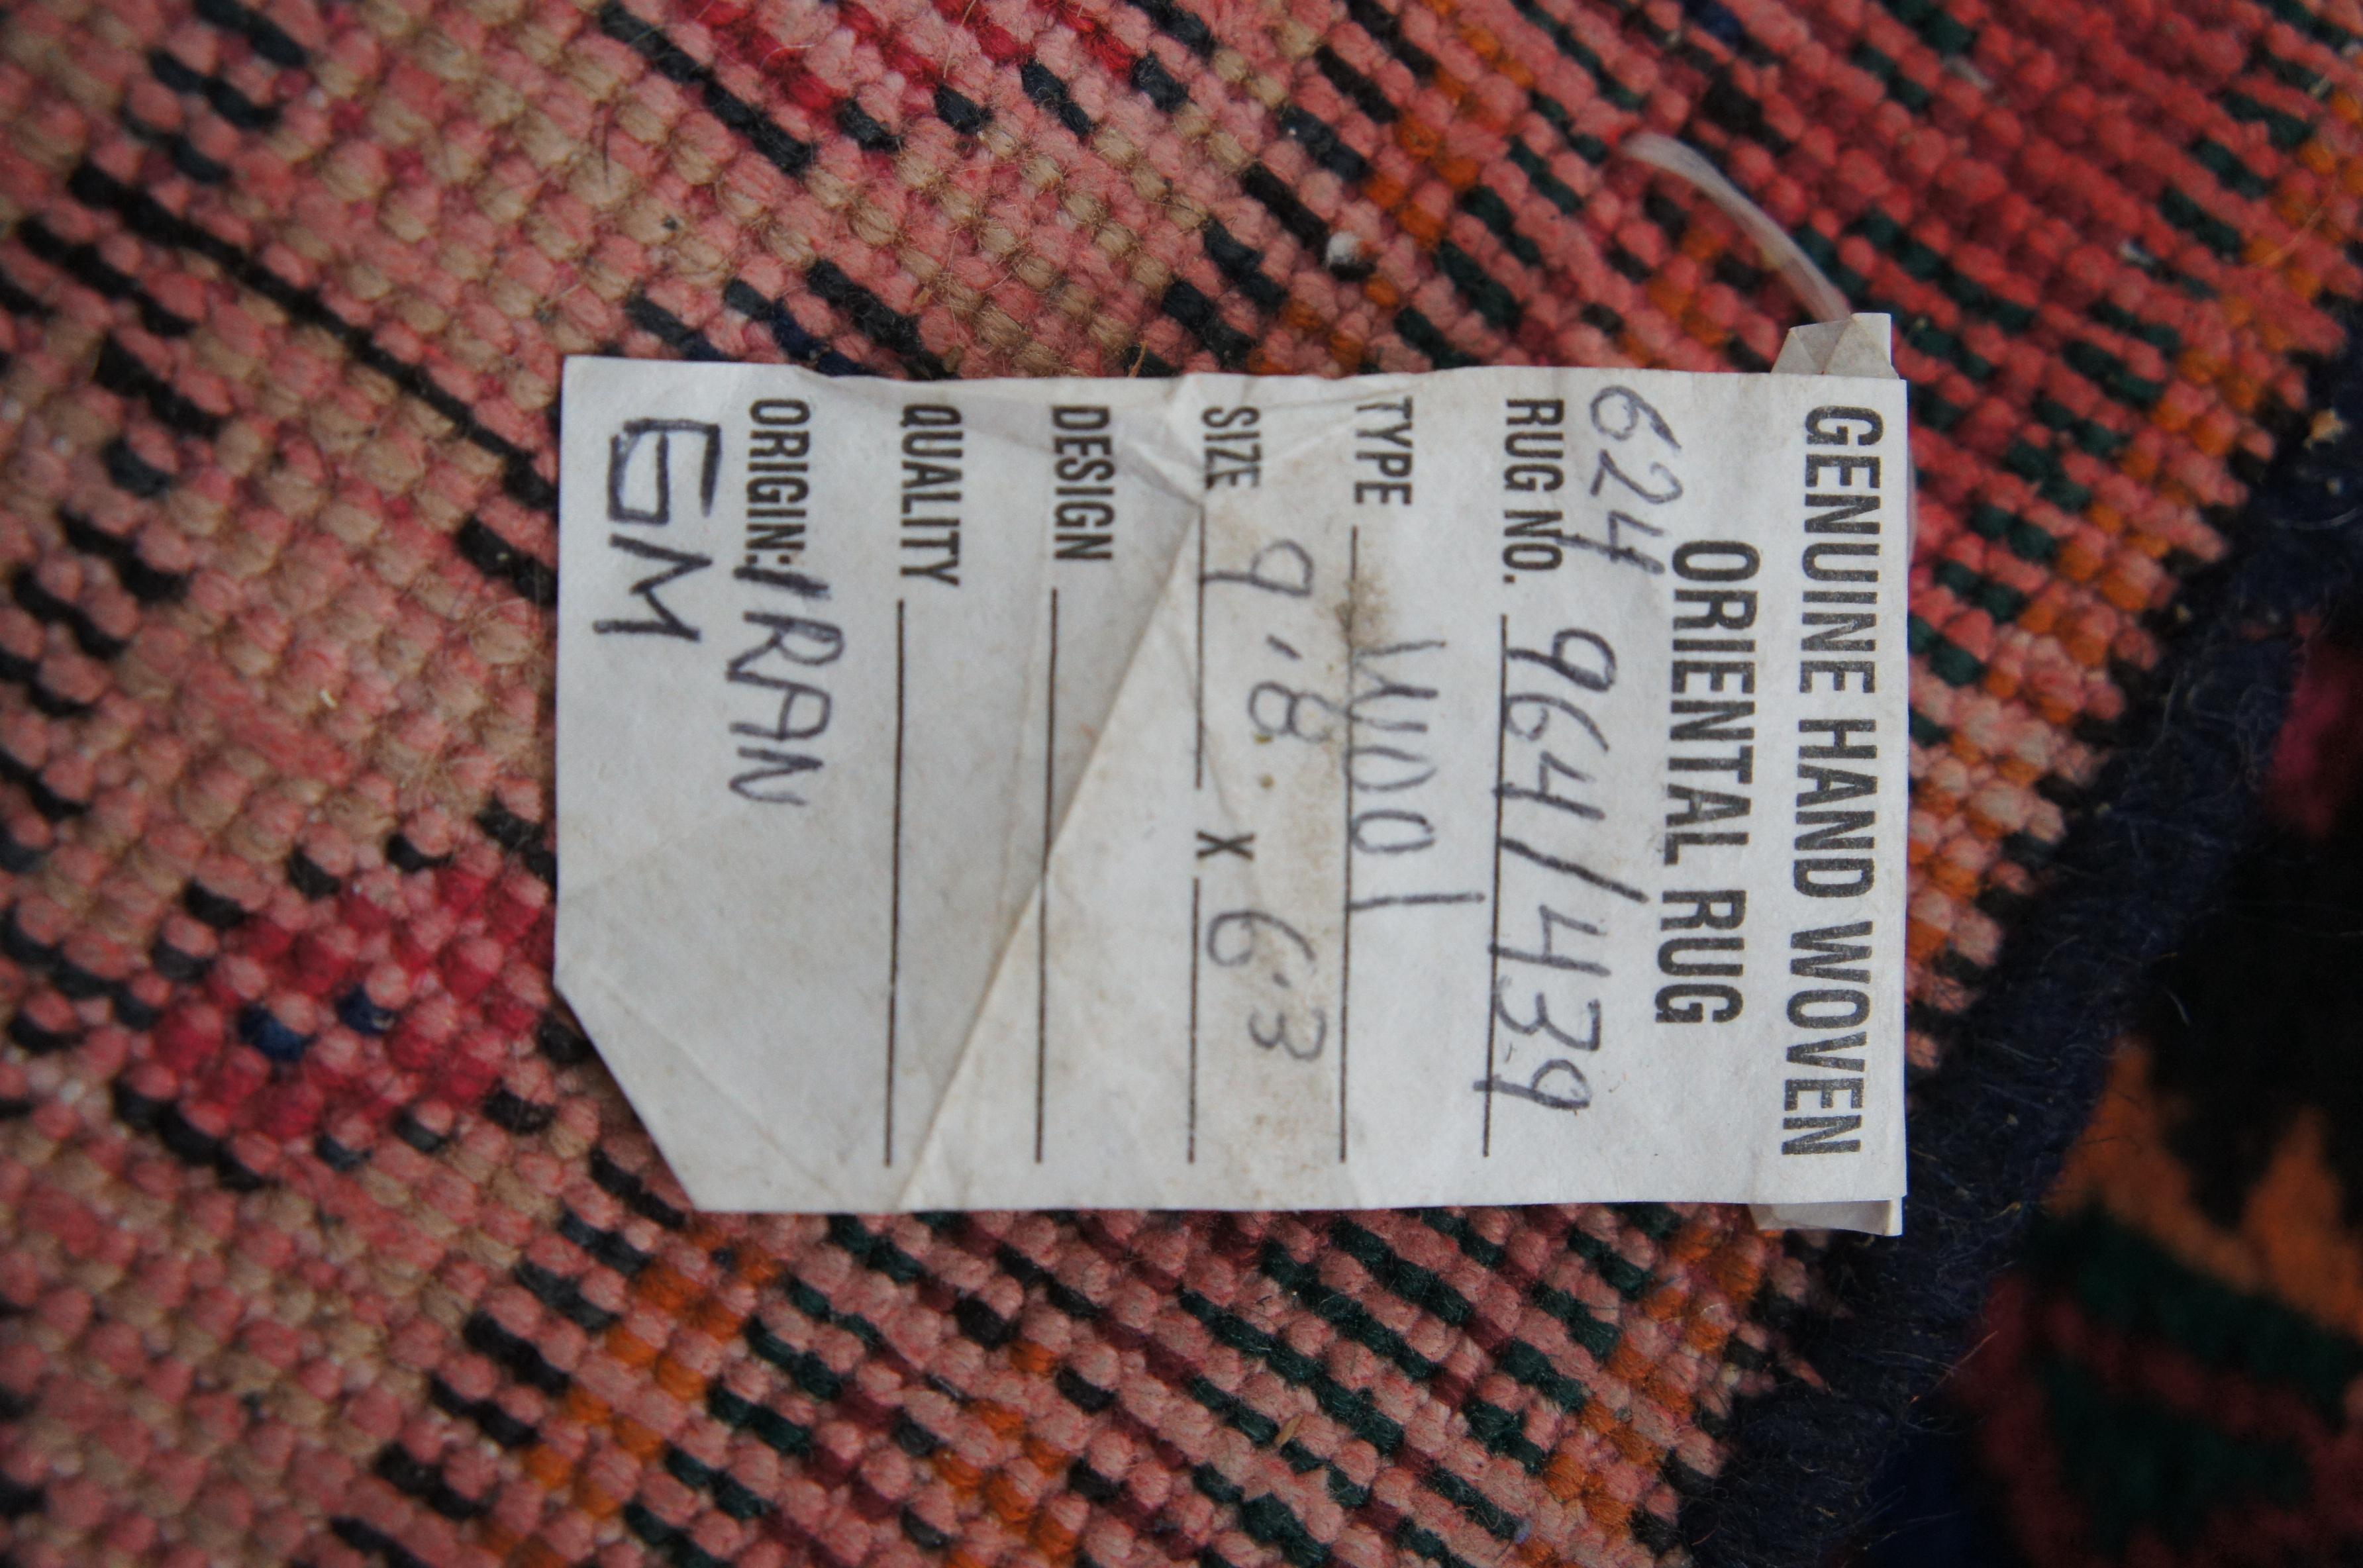 GENUINE HAND WOVEN
ORIENTAL RUG
624
RUG NO. 964/1439
TYPE Wool
SIZE 9.8 X 6.3
DESIGN
QUALITY
ORIGIN: IRAN
GM